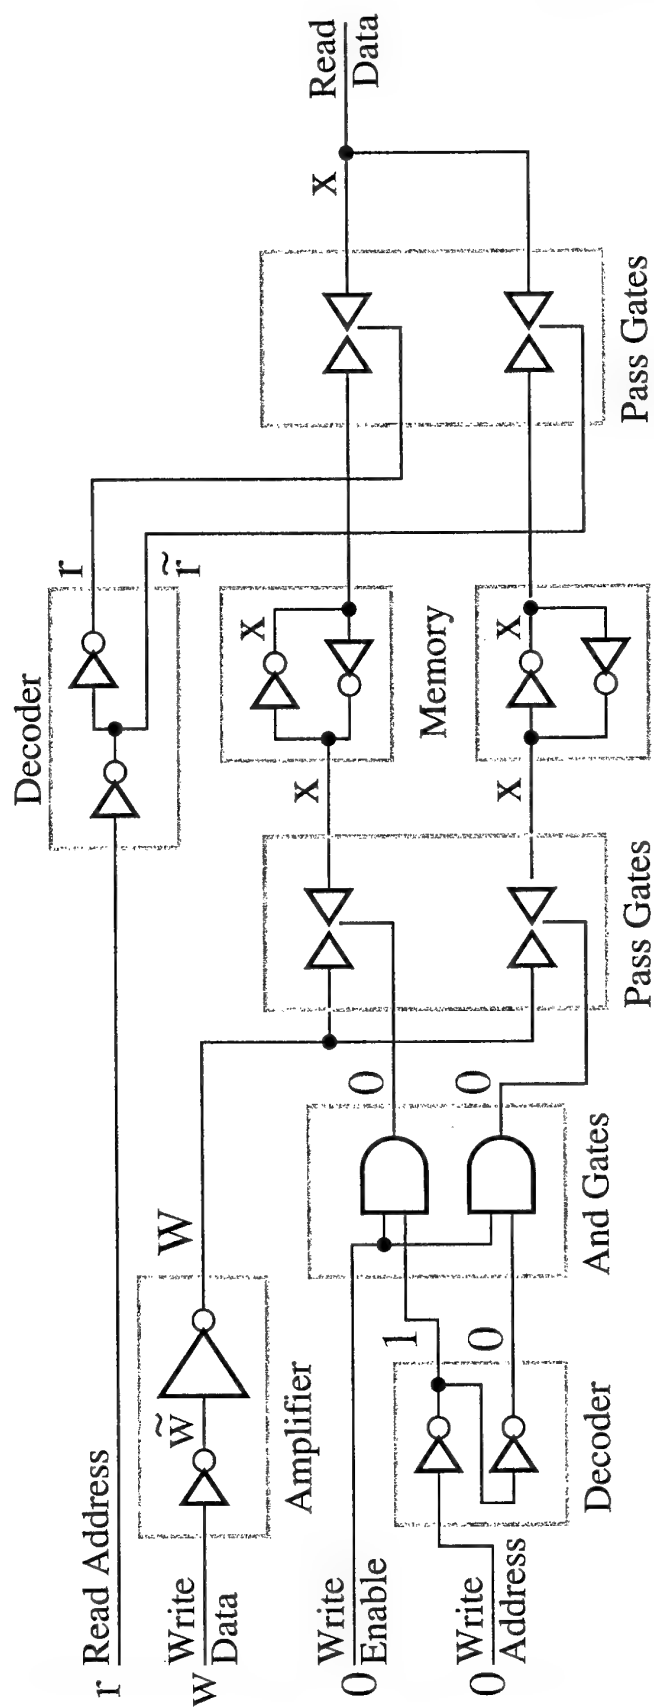 Decoder
r
r Read Address
r̃
Write
w Data
w̃
W
x
x
x
Read
Data
Amplifier
Write
0 Enable
0
Memory
1
0
x
x
Write
0 Address
0
Decoder
And Gates
Pass Gates
Pass Gates